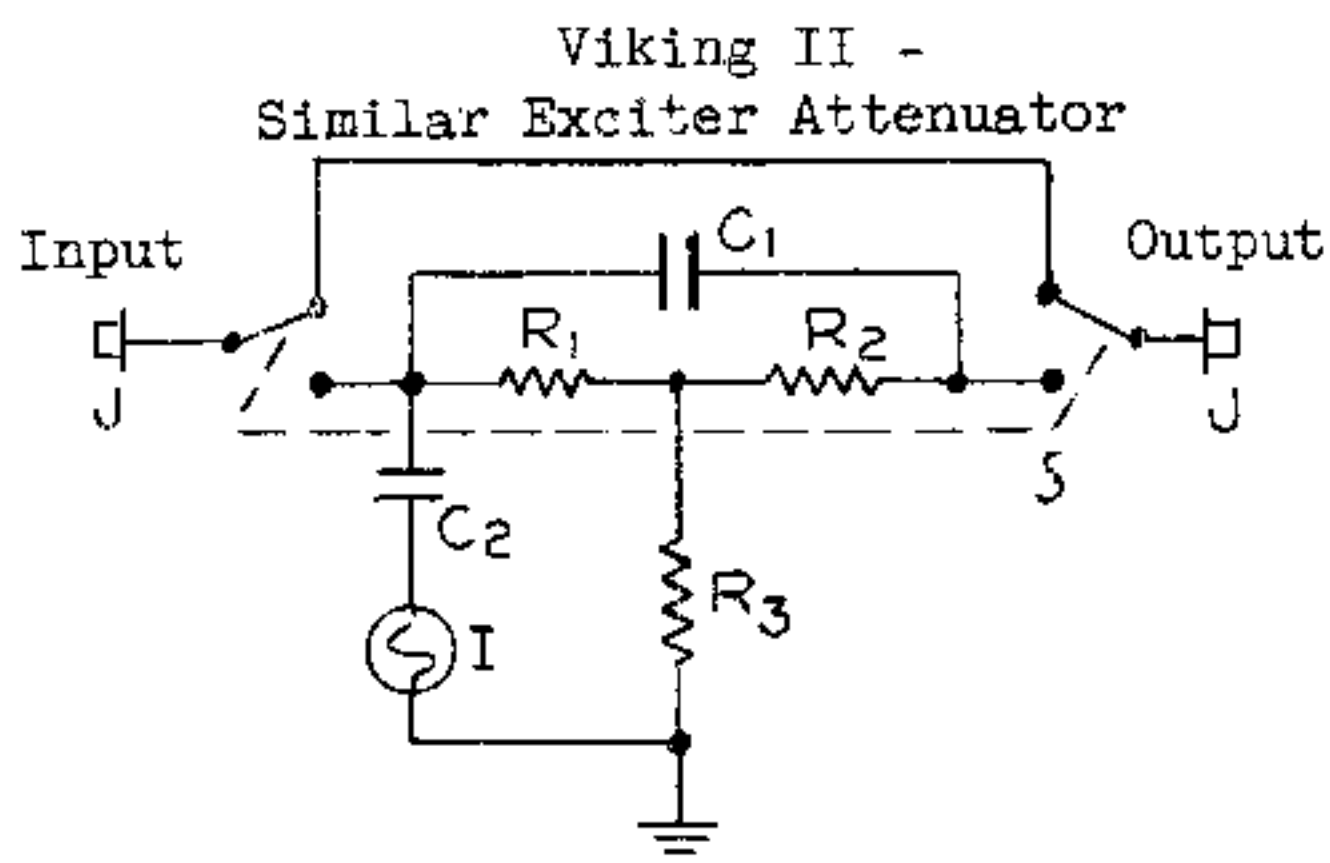 Viking II -
Similar Exciter Attenuator
Input
Output
C1
R1
R2
J
J
S
C2
R3
I